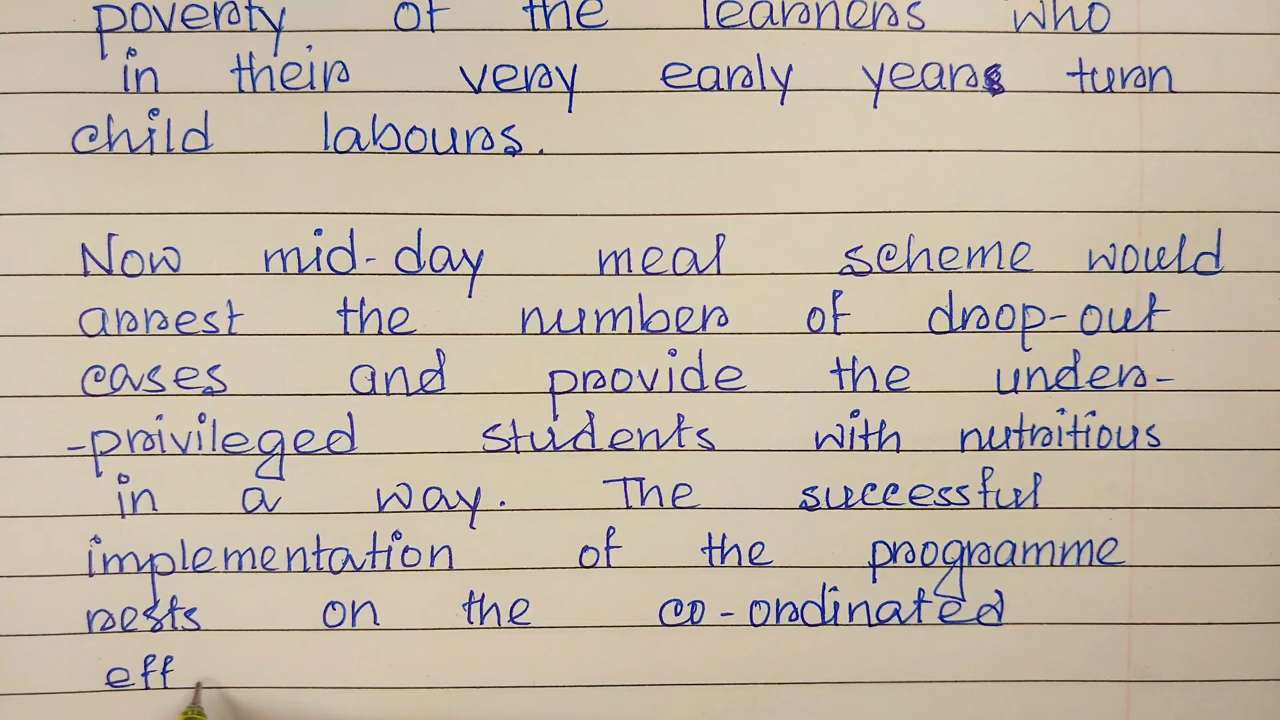 poverty of the learners who
in their very early years turn
child labours.
Now mid-day meal scheme would
arrest the number of drop-out
cases and provide the under-
-privileged students with nutritious
in a way. The successful
implementation of the programme
rests on the co-ordinated
eff